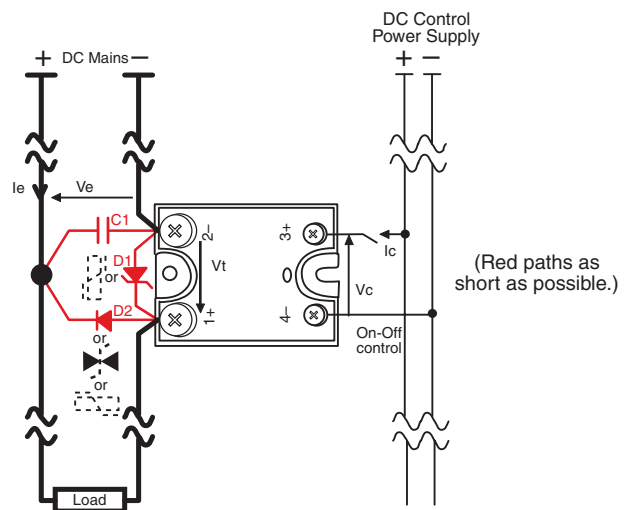 DC Control
Power Supply
+ DC Mains −
+ −
Ie
Ve
C1
2−
3+
Ic
D1
or
Vt
Vc
(Red paths as
short as possible.)
D2
1+
4−
On-Off
control
or
or
Load